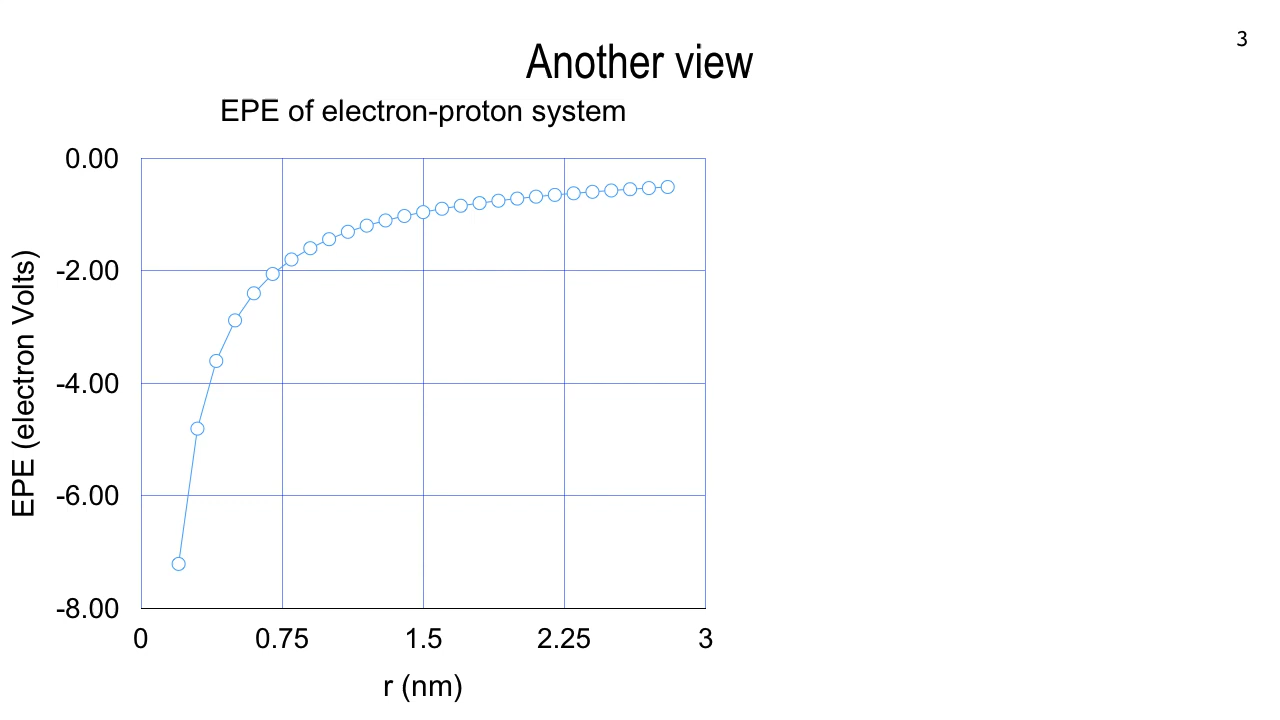 3
Another view
EPE of electron-proton system
0.00
-2.00
-4.00
-6.00
-8.00
EPE (electron Volts)
0 0.75 1.5 2.25 3
r (nm)